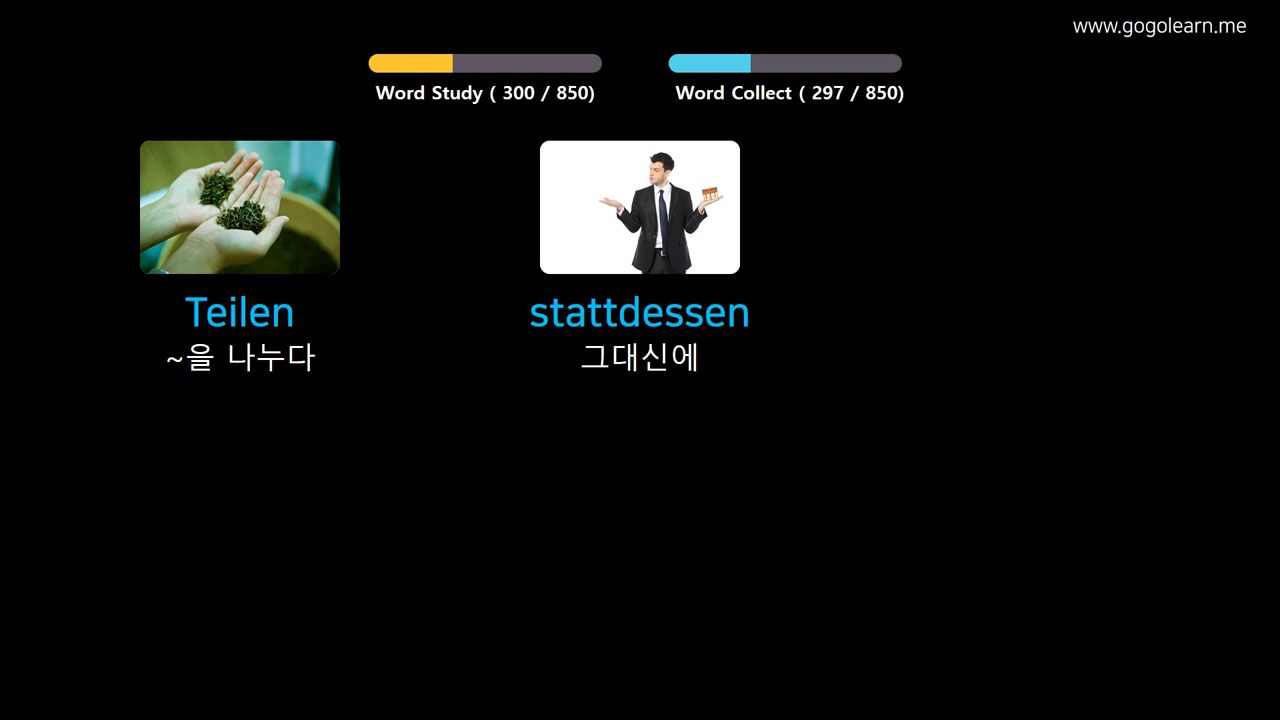 www.gogolearn.me
Word Study ( 300 / 850)
Word Collect ( 297 / 850)
Teilen
~을 나누다
stattdessen
그대신에